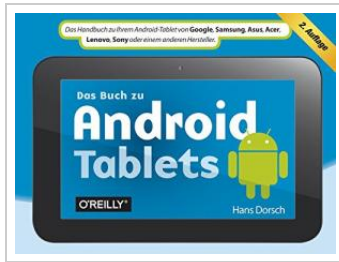 Das Handbuch zu Ihrem Android-Tablet von Google, Samsung, Asus, Acer,
Lenovo, Sony oder einem anderen Hersteller.
2. Auflage
Das Buch zu
Android
Tablets
O'REILLY®
Hans Dorsch